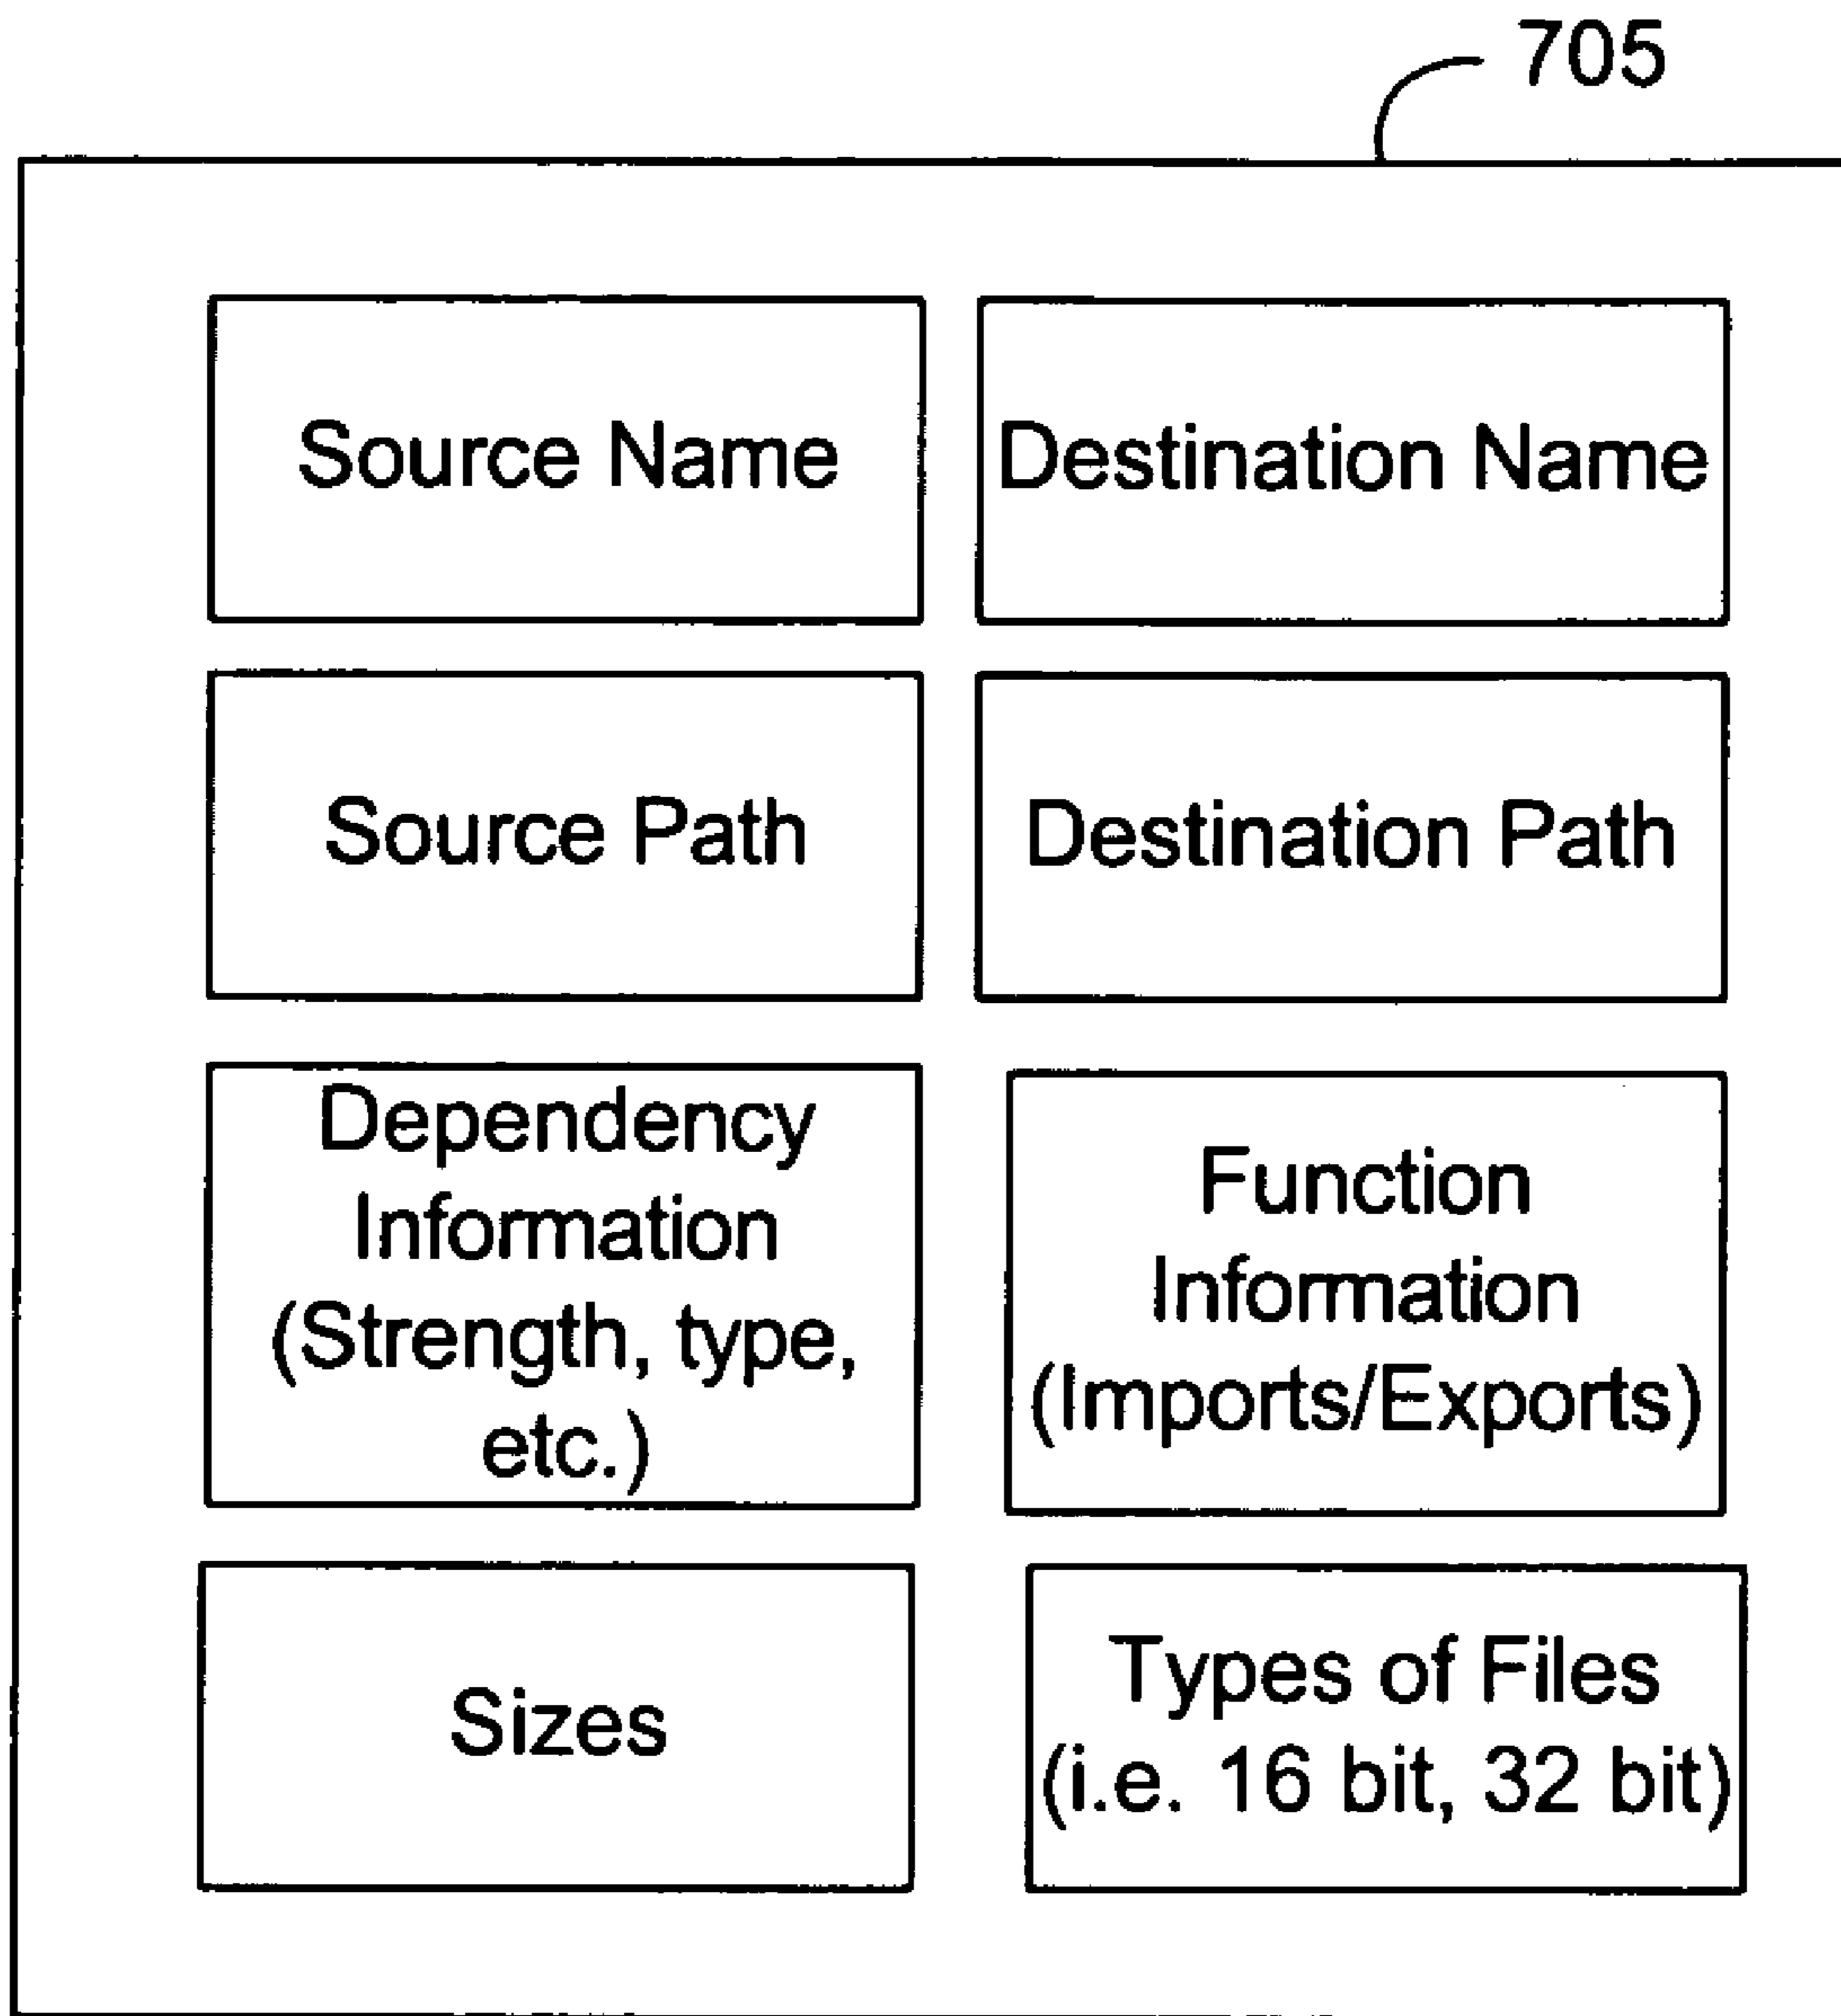 705
Source Name
Destination Name
Source Path
Destination Path
Dependency
Information
(Strength, type,
etc.)
Function
Information
(Imports/Exports)
Sizes
Types of Files
(i.e. 16 bit, 32 bit)